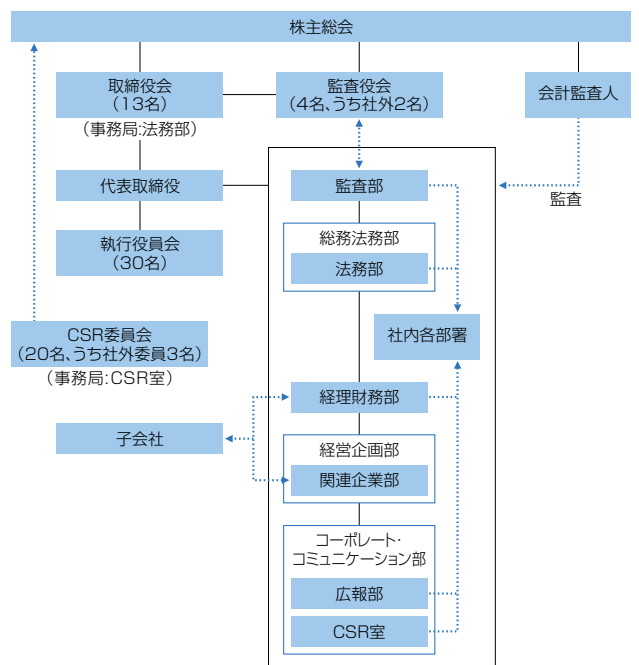 株主総会
取締役会
(13名)
(事務局:法務部)
監査役会
(4名、うち社外2名)
会計監査人
監査
代表取締役
監査部
執行役員会
(30名)
総務法務部
法務部
社内各部署
CSR委員会
(20名、うち社外委員3名)
(事務局:CSR室)
経理財務部
子会社
経営企画部
関連企業部
コーポレート・
コミュニケーション部
広報部
CSR室